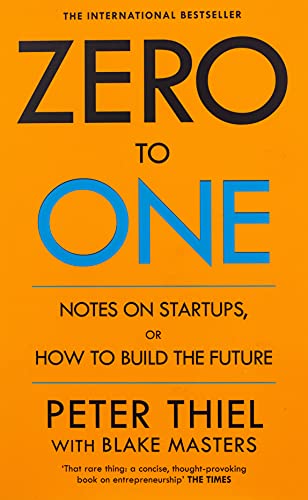 THE INTERNATIONAL BESTSELLER
ZERO
TO
ONE
NOTES ON STARTUPS,
OR
HOW TO BUILD THE FUTURE
PETER THIEL
WITH BLAKE MASTERS
'That rare thing: a concise, thought-provoking
book on entrepreneurship' THE TIMES